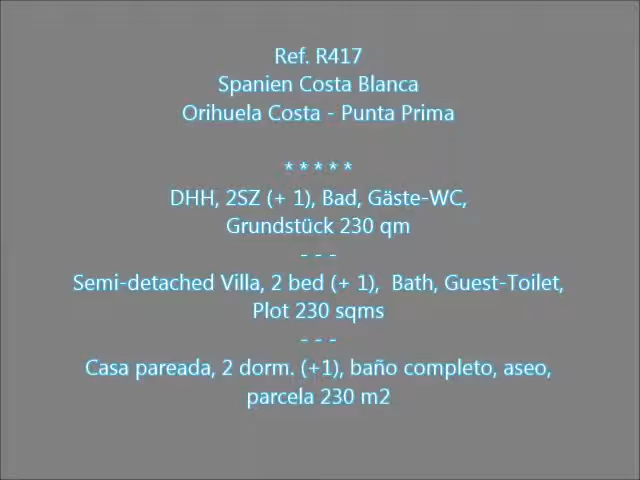 Ref. R417
Spanien Costa Blanca
Orihuela Costa - Punta Prima
* * * * *
DHH, 2SZ (+ 1), Bad, Gäste-WC,
Grundstück 230 qm
- - -
Semi-detached Villa, 2 bed (+ 1),  Bath, Guest-Toilet,
Plot 230 sqms
- - -
Casa pareada, 2 dorm. (+1), baño completo, aseo,
parcela 230 m2